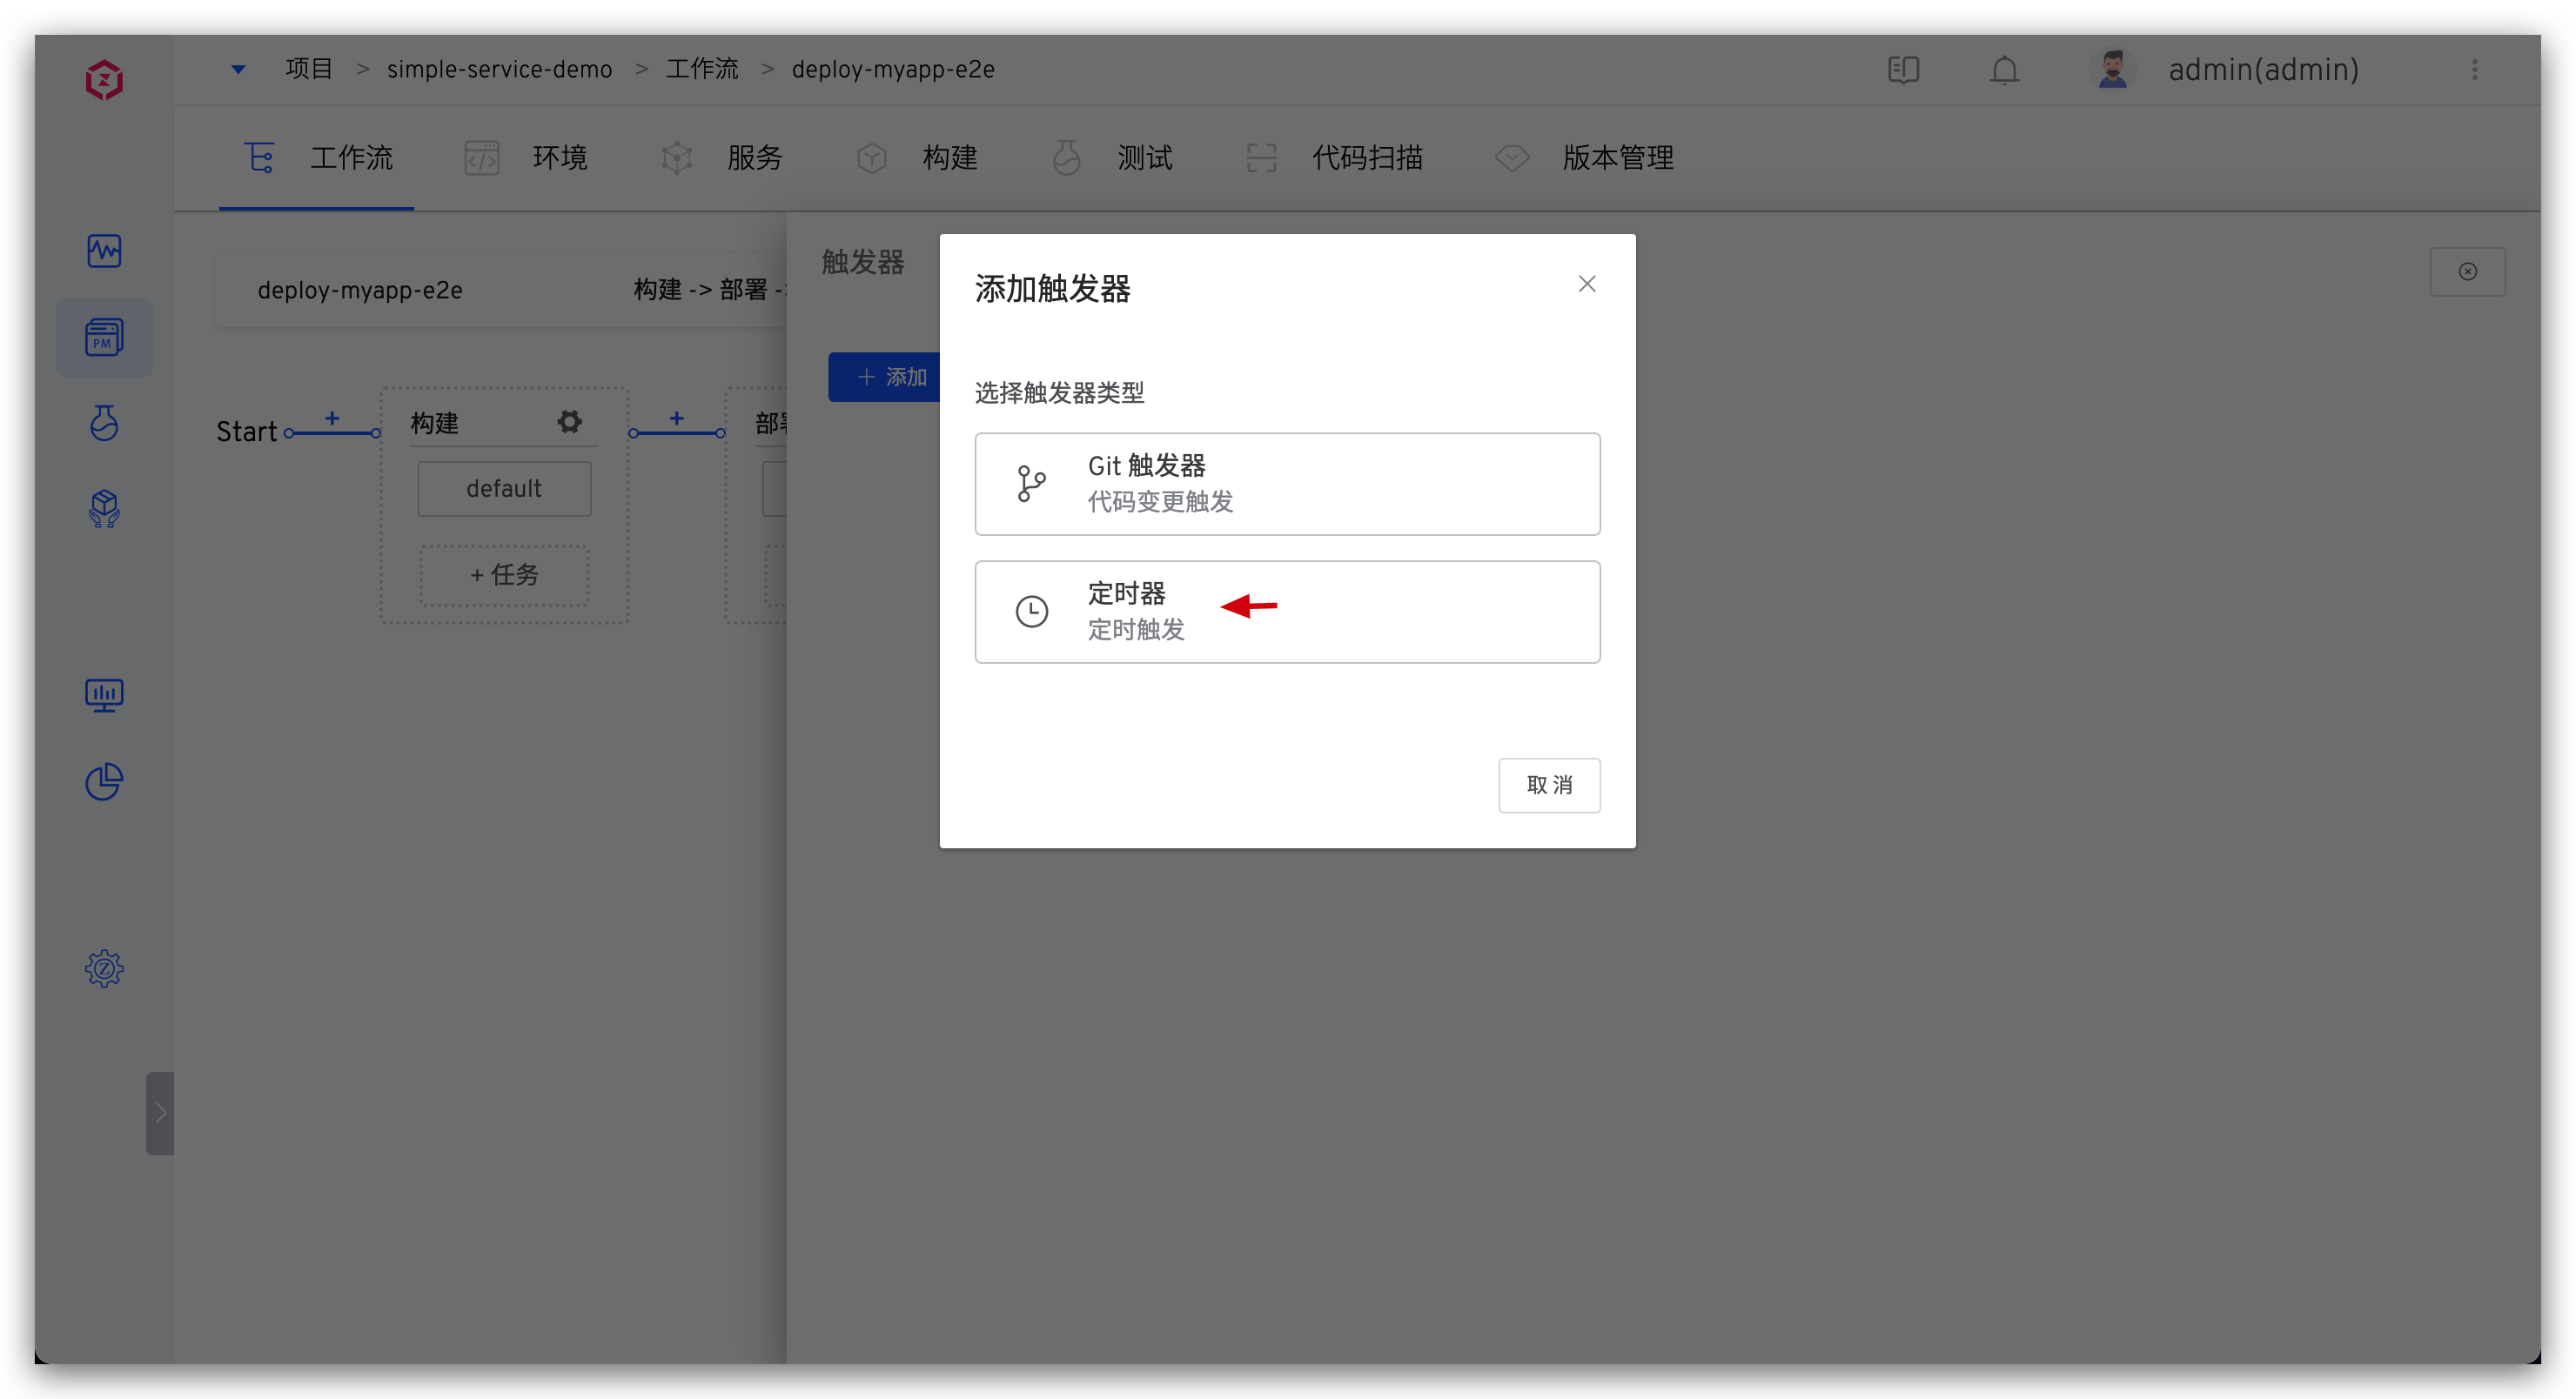 项目 > simple-service-demo > 工作流 > deploy-myapp-e2e
admin(admin)
工作流 环境 服务 构建 测试 代码扫描 版本管理
PM
deploy-myapp-e2e 构建 -> 部署 -
触发器
+ 添加
Start
+
构建
+
default
+ 任务
添加触发器
选择触发器类型
Git 触发器
代码变更触发
定时器
定时触发
取 消